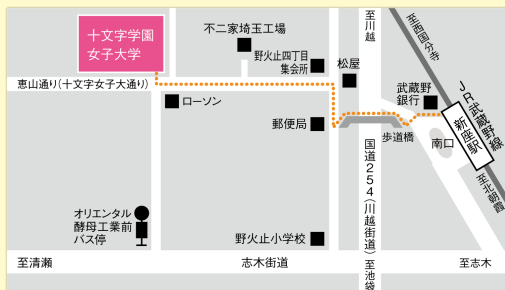 十文字学園
女子大学
不二家埼玉工場
野火止四丁目
集会所
至川越
至西国分寺
松屋
武蔵野
銀行
JR武蔵野線
新座駅
恵山通り(十文字女子大通り)
ローソン
郵便局
歩道橋
南口
国道254(川越街道)
至北朝霞
オリエンタル
酵母工業前
バス停
野火止小学校
至清瀬
志木街道
至池袋
至志木